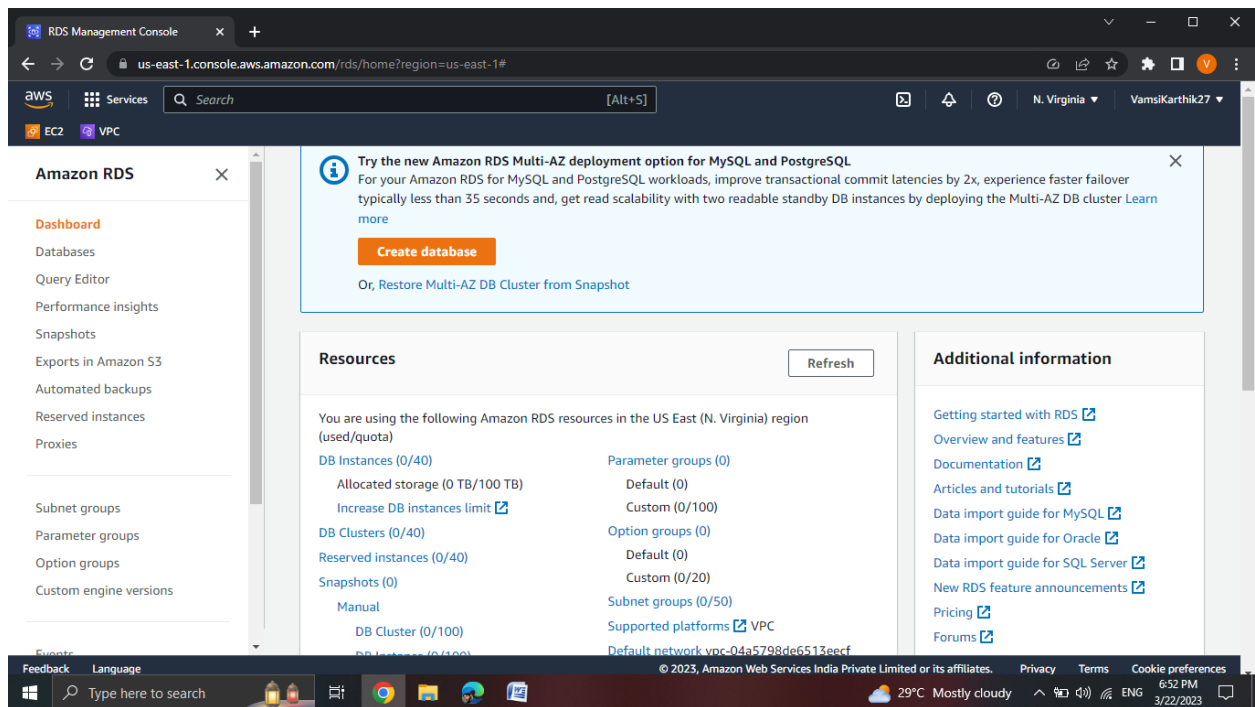 RDS Management Console
us-east-1.console.aws.amazon.com/rds/home?region=us-east-1#
aws
Services
Search
[Alt+S]
N. Virginia
VamsiKarthik27
EC2
VPC
Amazon RDS
Dashboard
Databases
Query Editor
Performance insights
Snapshots
Exports in Amazon S3
Automated backups
Reserved instances
Proxies
Subnet groups
Parameter groups
Option groups
Custom engine versions
Events
Try the new Amazon RDS Multi-AZ deployment option for MySQL and PostgreSQL
For your Amazon RDS for MySQL and PostgreSQL workloads, improve transactional commit latencies by 2x, experience faster failover
typically less than 35 seconds and, get read scalability with two readable standby DB instances by deploying the Multi-AZ DB cluster Learn
more
Create database
Or, Restore Multi-AZ DB Cluster from Snapshot
Resources
Refresh
You are using the following Amazon RDS resources in the US East (N. Virginia) region
(used/quota)
DB Instances (0/40)
Allocated storage (0 TB/100 TB)
Increase DB instances limit
DB Clusters (0/40)
Reserved instances (0/40)
Snapshots (0)
Manual
DB Cluster (0/100)
DB Instance (0/100)
Parameter groups (0)
Default (0)
Custom (0/100)
Option groups (0)
Default (0)
Custom (0/20)
Subnet groups (0/50)
Supported platforms VPC
Default network vpc-04a5798de6513eecf
Additional information
Getting started with RDS
Overview and features
Documentation
Articles and tutorials
Data import guide for MySQL
Data import guide for Oracle
Data import guide for SQL Server
New RDS feature announcements
Pricing
Forums
Feedback
Language
© 2023, Amazon Web Services India Private Limited or its affiliates.
Privacy
Terms
Cookie preferences
Type here to search
29°C Mostly cloudy
ENG
6:52 PM
3/22/2023
V